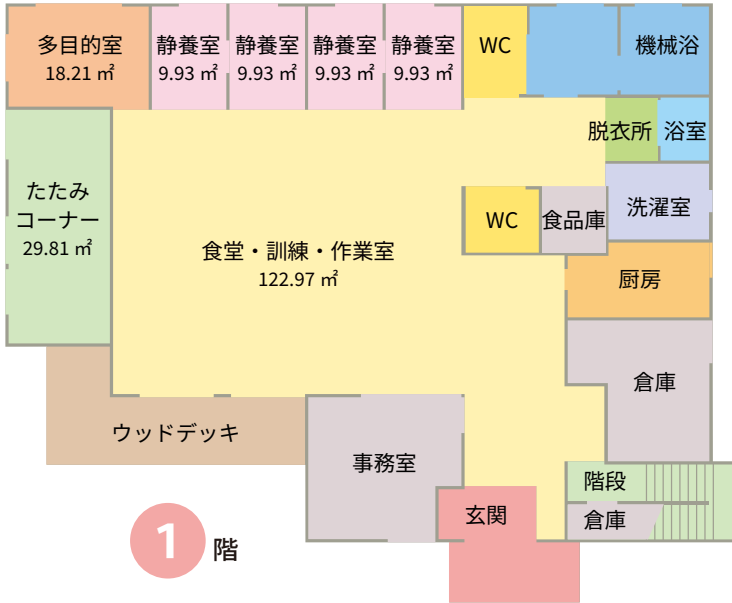 多目的室
18.21 ㎡
静養室
9.93 ㎡
静養室
9.93 ㎡
静養室
9.93 ㎡
静養室
9.93 ㎡
WC
機械浴
脱衣所
浴室
たたみ
コーナー
29.81 ㎡
WC
食品庫
洗濯室
食堂・訓練・作業室
122.97 ㎡
厨房
倉庫
ウッドデッキ
事務室
階段
玄関
倉庫
1 階